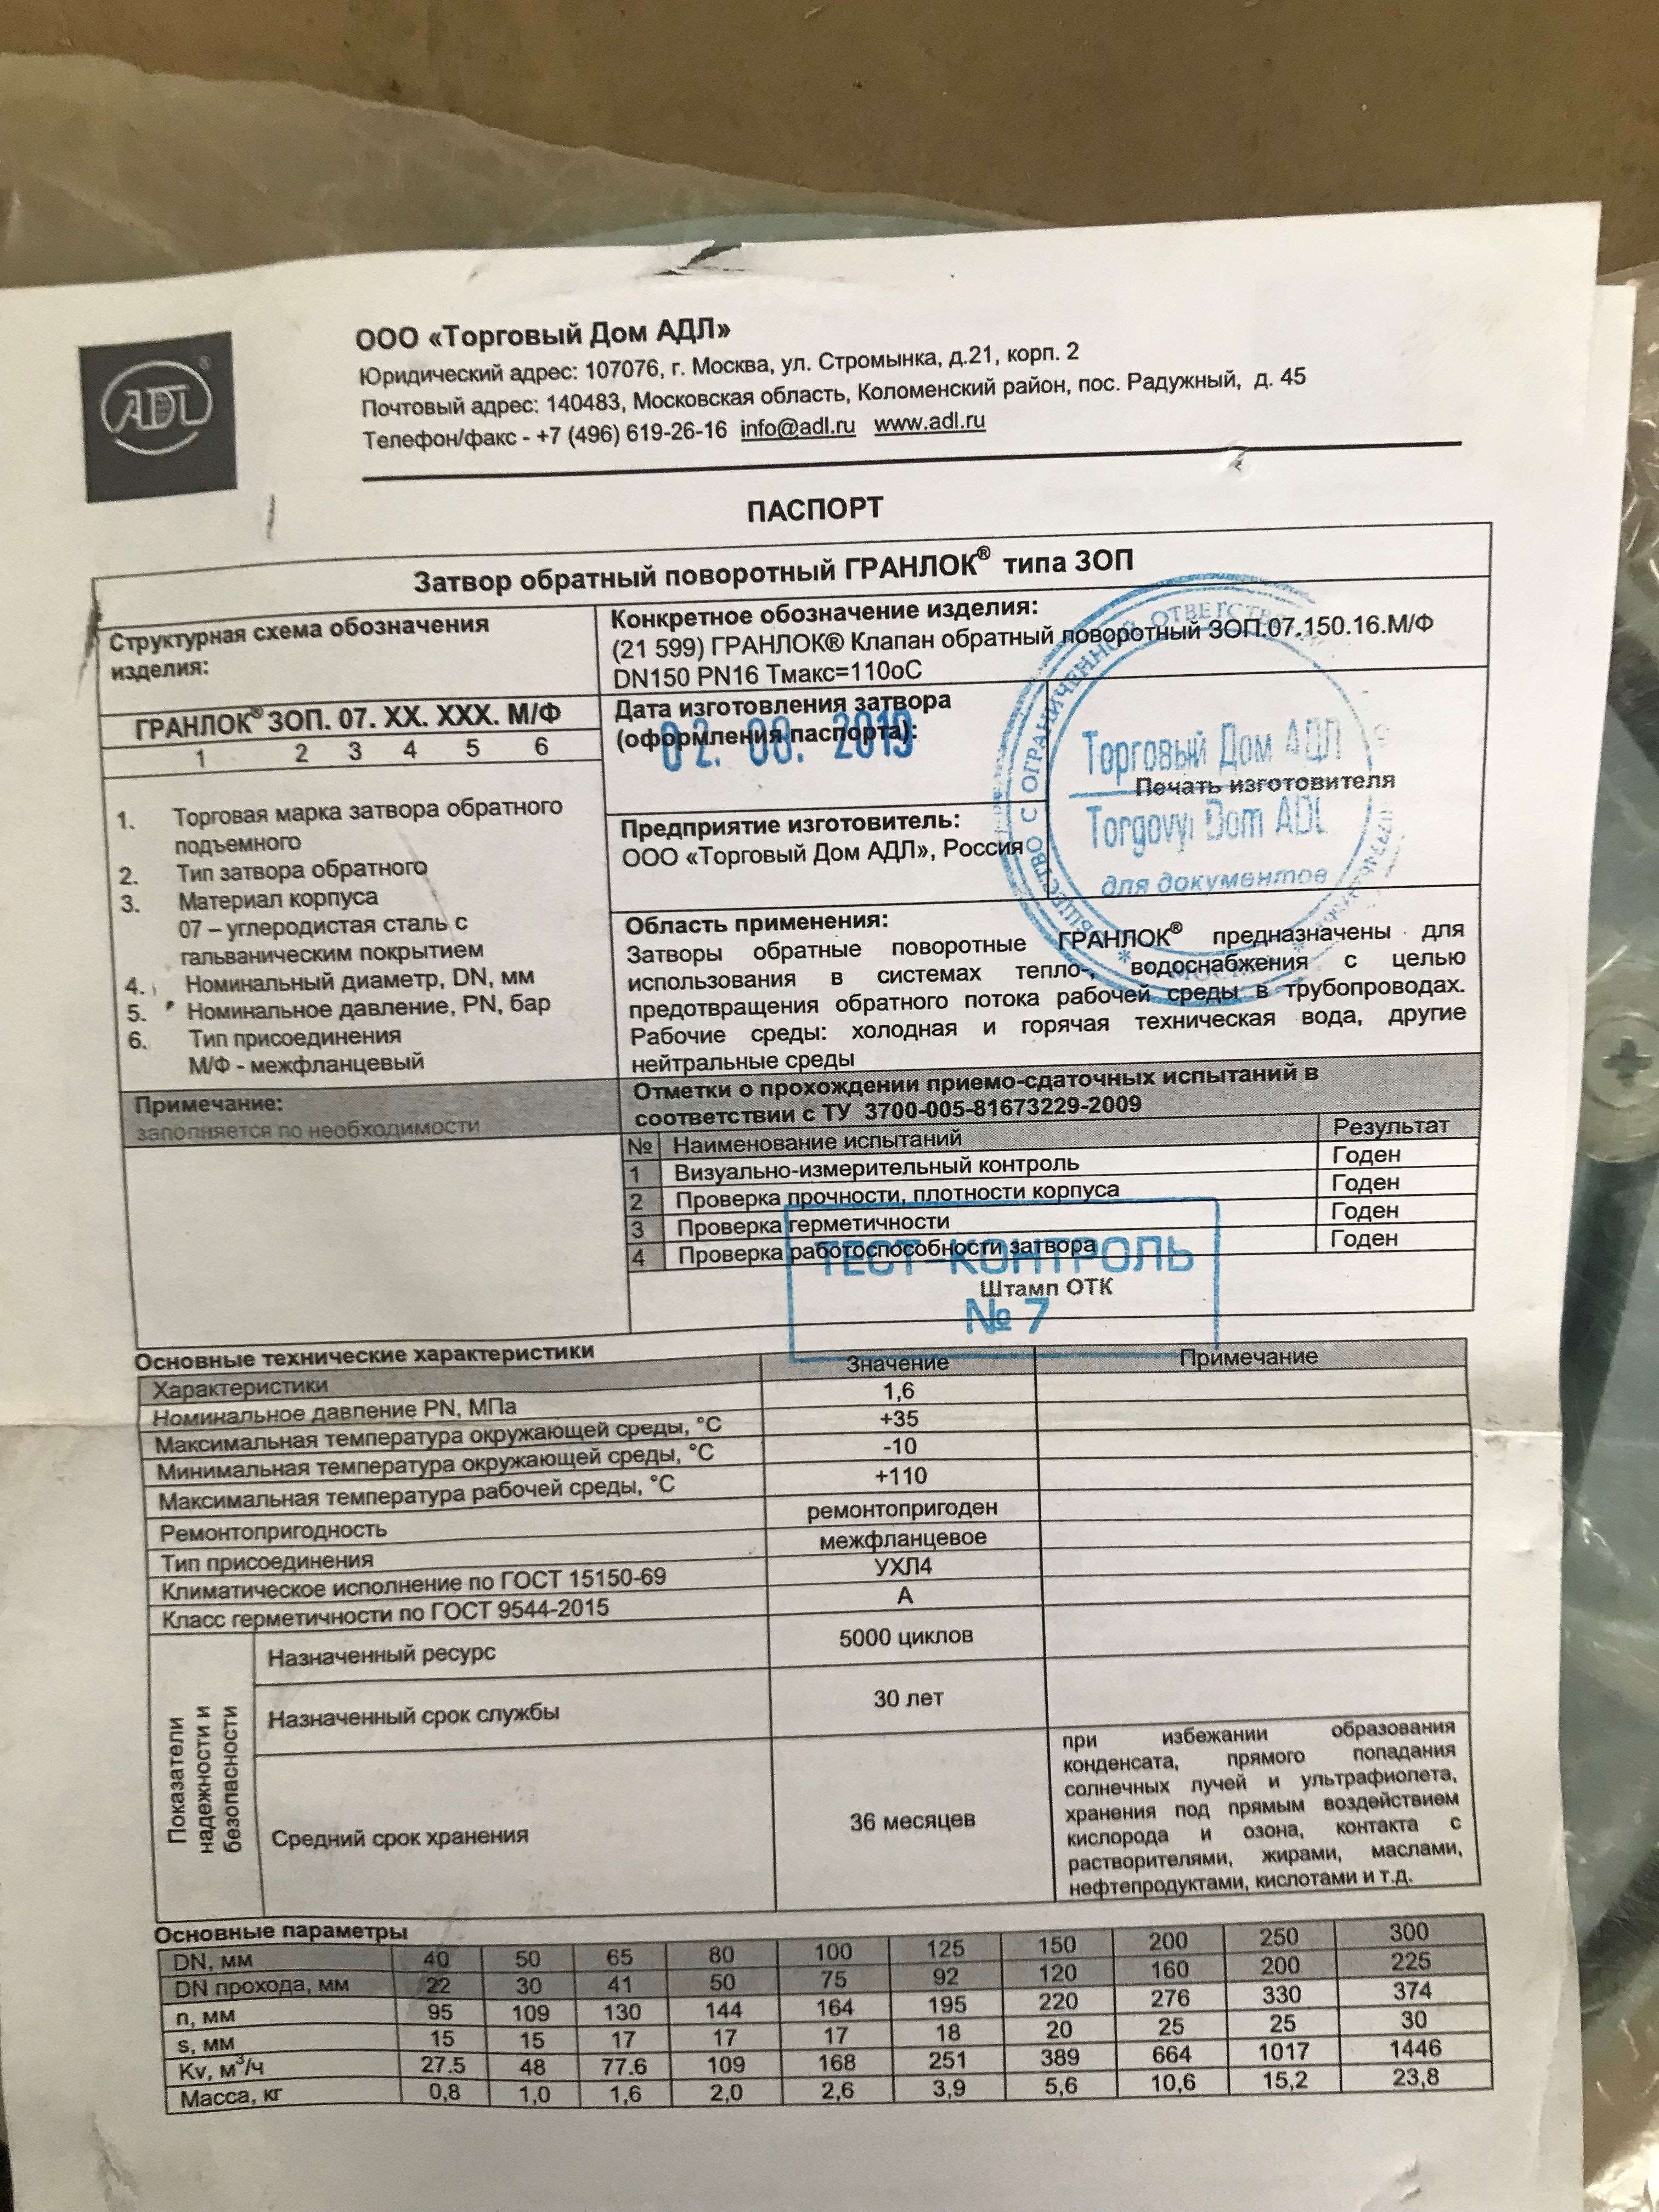 ADL®
ООО «Торговый Дом АДЛ»
Юридический адрес: 107076, г. Москва, ул. Стромынка, д.21, корп. 2
Почтовый адрес: 140483, Московская область, Коломенский район, пос. Радужный, д. 45
Телефон/факс - +7 (496) 619-26-16 info@adl.ru www.adl.ru
ПАСПОРТ
Затвор обратный поворотный ГРАНЛОК® типа ЗОП
Структурная схема обозначения
изделия:
ГРАНЛОК® ЗОП. 07. XX. XXX. М/Ф
1 2 3 4 5 6
1. Торговая марка затвора обратного
подъемного
2. Тип затвора обратного
3. Материал корпуса
07 – углеродистая сталь с
гальваническим покрытием
4. Номинальный диаметр, DN, мм
5. Номинальное давление, PN, бар
6. Тип присоединения
М/Ф - межфланцевый
Примечание:
заполняется по необходимости
Конкретное обозначение изделия:
(21 599) ГРАНЛОК® Клапан обратный поворотный ЗОП.07.150.16.М/Ф
DN150 PN16 Тмакс=110оС
Дата изготовления затвора
(оформления паспорта):
02. 08. 2019
Предприятие изготовитель:
ООО «Торговый Дом АДЛ», Россия
ОБЩЕСТВО С ОГРАНИЧЕННОЙ
Торговый Дом АДЛ
Печать изготовителя
Torgovyi Dom ADL
для документов
Область применения:
Затворы обратные поворотные ГРАНЛОК® предназначены для
использования в системах тепло-, водоснабжения с целью
предотвращения обратного потока рабочей среды в трубопроводах.
Рабочие среды: холодная и горячая техническая вода, другие
нейтральные среды
Отметки о прохождении приемо-сдаточных испытаний в
соответствии с ТУ 3700-005-81673229-2009
№ Наименование испытаний Результат
1 Визуально-измерительный контроль Годен
2 Проверка прочности, плотности корпуса Годен
3 Проверка герметичности Годен
4 Проверка работоспособности затвора Годен
ТЕСТ-КОНТРОЛЬ
Штамп ОТК
№ 7
Основные технические характеристики
Характеристики Значение Примечание
Номинальное давление PN, МПа 1,6
Максимальная температура окружающей среды, °С +35
Минимальная температура окружающей среды, °С -10
Максимальная температура рабочей среды, °С +110
Ремонтопригодность ремонтопригоден
Тип присоединения межфланцевое
Климатическое исполнение по ГОСТ 15150-69 УХЛ4
Класс герметичности по ГОСТ 9544-2015 А
Показатели
надежности и
безопасности
Назначенный ресурс 5000 циклов
Назначенный срок службы 30 лет
Средний срок хранения 36 месяцев
при избежании образования
конденсата, прямого попадания
солнечных лучей и ультрафиолета,
хранения под прямым воздействием
кислорода и озона, контакта с
растворителями, жирами, маслами,
нефтепродуктами, кислотами и т.д.
Основные параметры
DN, мм 40 50 65 80 100 125 150 200 250 300
DN прохода, мм 22 30 41 50 75 92 120 160 200 225
n, мм 95 109 130 144 164 195 220 276 330 374
s, мм 15 15 17 17 17 18 20 25 25 30
Kv, м³/ч 27.5 48 77.6 109 168 251 389 664 1017 1446
Масса, кг 0,8 1,0 1,6 2,0 2,6 3,9 5,6 10,6 15,2 23,8